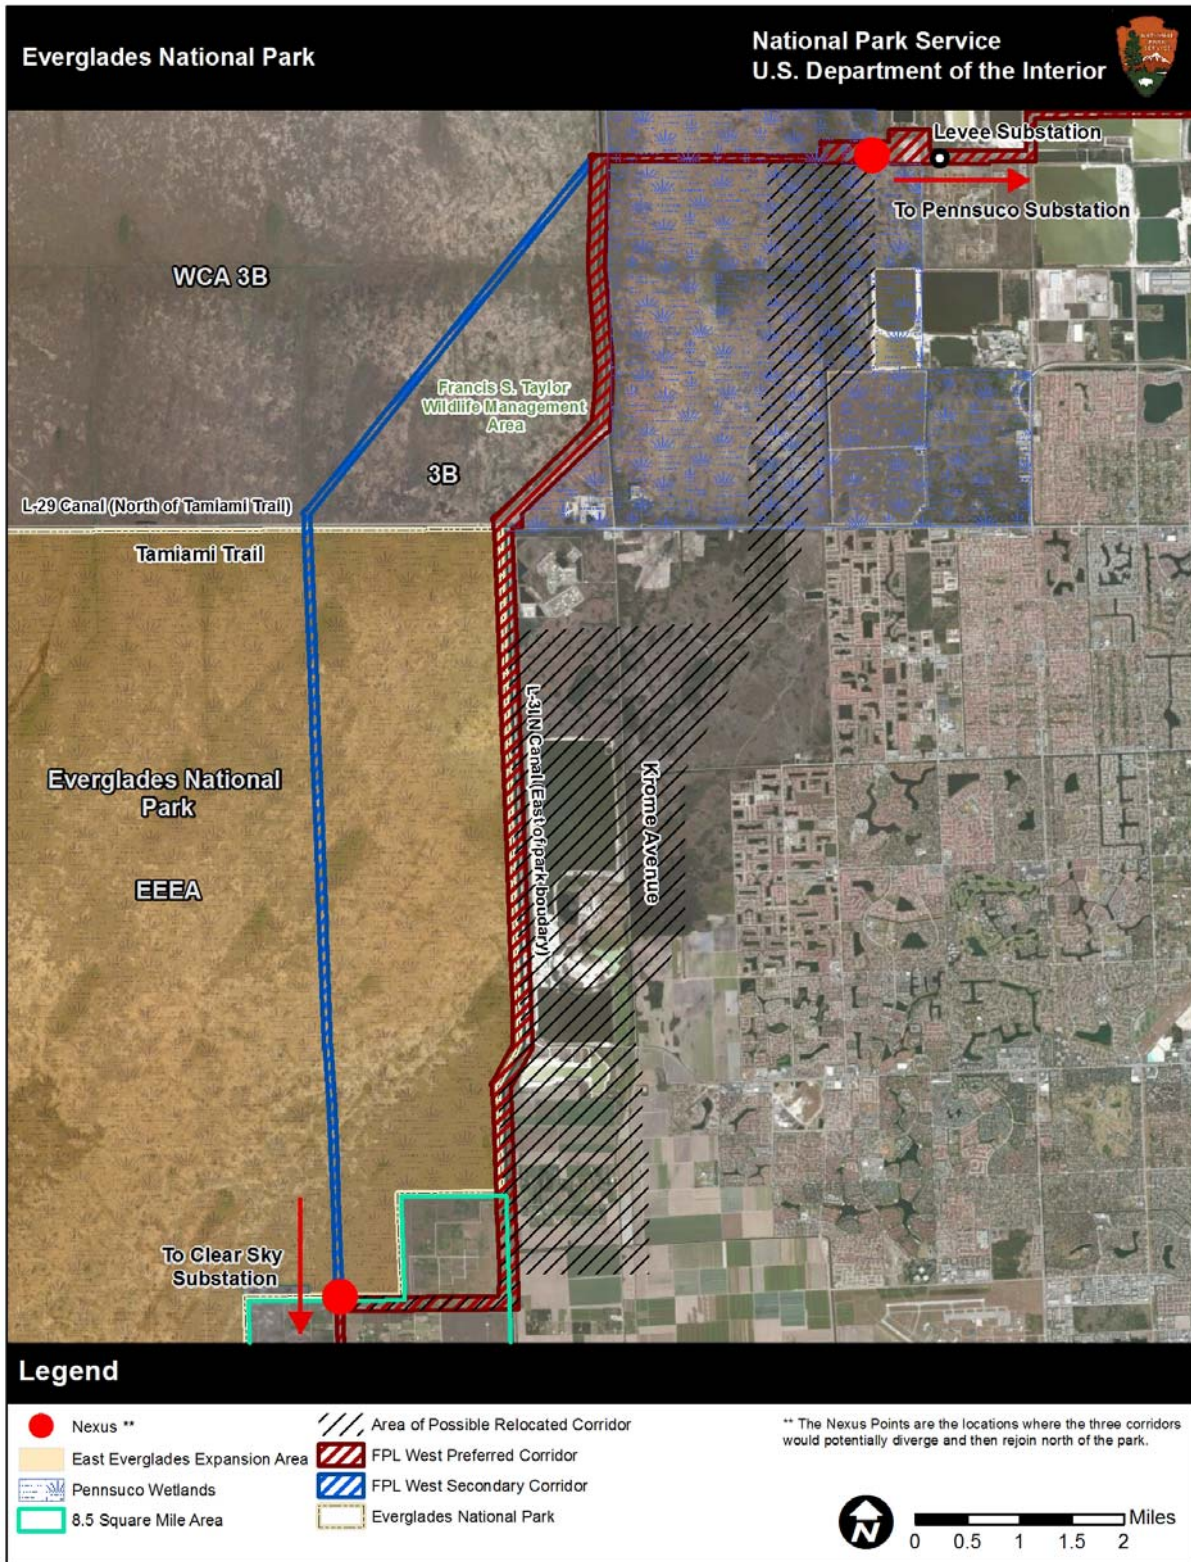 Everglades National Park
National Park Service
U.S. Department of the Interior
NATIONAL
PARK
SERVICE
Levee Substation
To Pennsuco Substation
WCA 3B
Francis S. Taylor
Wildlife Management
Area
3B
L-29 Canal (North of Tamiami Trail)
Tamiami Trail
L-31N Canal (East of park boudary)
Krome Avenue
Everglades National
Park
EEEA
To Clear Sky
Substation
Legend
Nexus **
East Everglades Expansion Area
Pennsuco Wetlands
8.5 Square Mile Area
Area of Possible Relocated Corridor
FPL West Preferred Corridor
FPL West Secondary Corridor
Everglades National Park
** The Nexus Points are the locations where the three corridors
would potentially diverge and then rejoin north of the park.
N
Miles
0 0.5 1 1.5 2